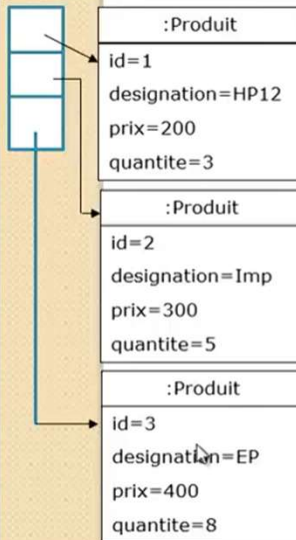 :Produit
id=1
designation=HP12
prix=200
quantite=3
:Produit
id=2
designation=Imp
prix=300
quantite=5
:Produit
id=3
designation=EP
prix=400
quantite=8